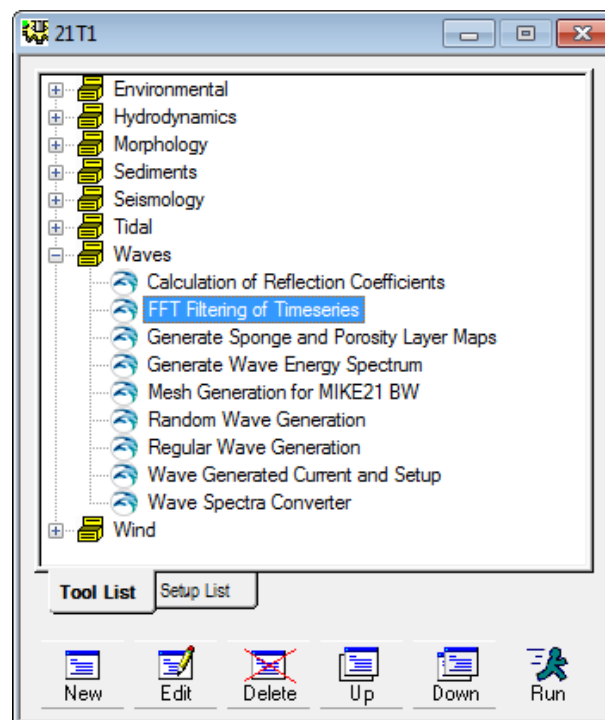 21T1
Environmental
Hydrodynamics
Morphology
Sediments
Seismology
Tidal
Waves
Calculation of Reflection Coefficients
FFT Filtering of Timeseries
Generate Sponge and Porosity Layer Maps
Generate Wave Energy Spectrum
Mesh Generation for MIKE21 BW
Random Wave Generation
Regular Wave Generation
Wave Generated Current and Setup
Wave Spectra Converter
Wind
Tool List Setup List
New Edit Delete Up Down Run